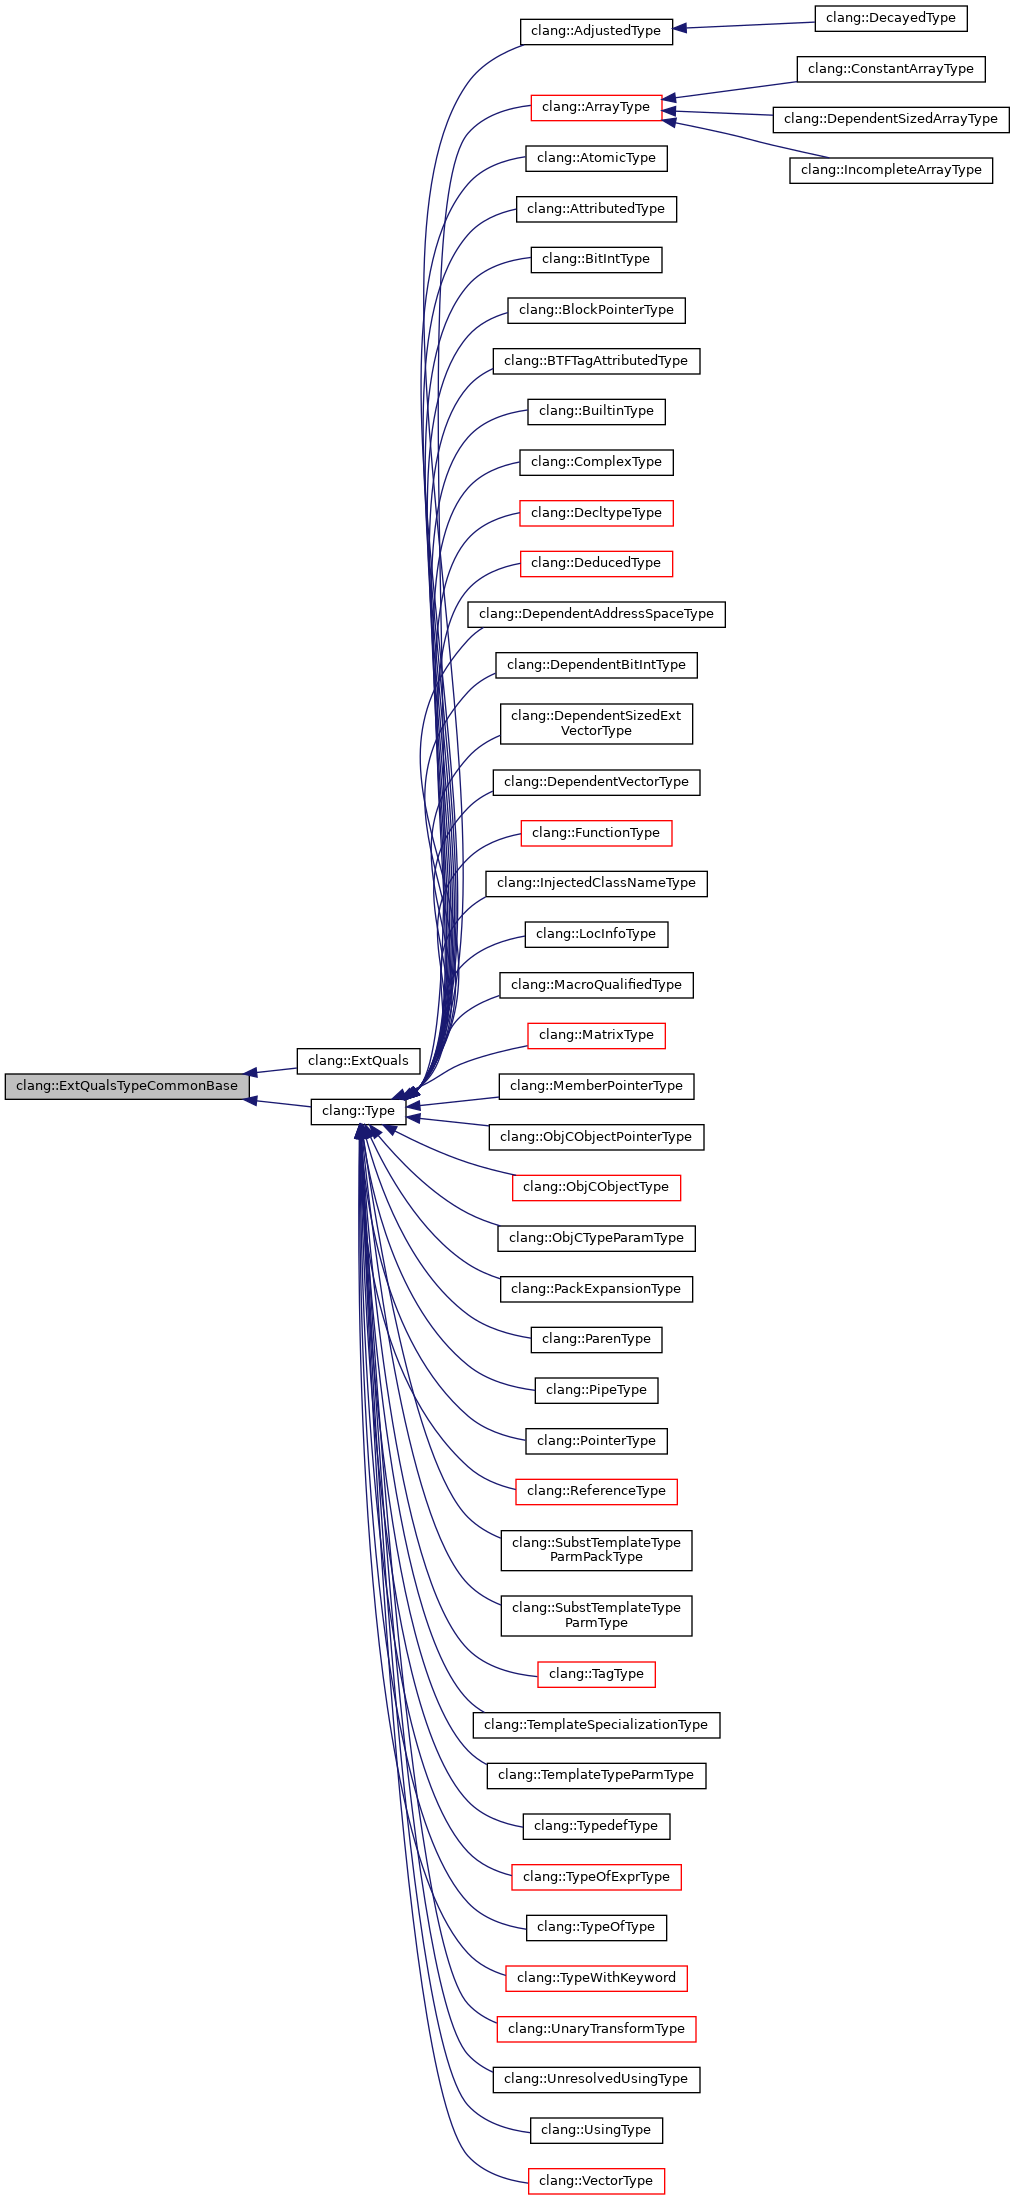 clang::AdjustedType
clang::DecayedType
clang::ArrayType
clang::ConstantArrayType
clang::DependentSizedArrayType
clang::IncompleteArrayType
clang::AtomicType
clang::AttributedType
clang::BitIntType
clang::BlockPointerType
clang::BTFTagAttributedType
clang::BuiltinType
clang::ComplexType
clang::DecltypeType
clang::DeducedType
clang::DependentAddressSpaceType
clang::DependentBitIntType
clang::DependentSizedExt
VectorType
clang::DependentVectorType
clang::FunctionType
clang::InjectedClassNameType
clang::LocInfoType
clang::MacroQualifiedType
clang::MatrixType
clang::ExtQuals
clang::ExtQualsTypeCommonBase
clang::Type
clang::MemberPointerType
clang::ObjCObjectPointerType
clang::ObjCObjectType
clang::ObjCTypeParamType
clang::PackExpansionType
clang::ParenType
clang::PipeType
clang::PointerType
clang::ReferenceType
clang::SubstTemplateType
ParmPackType
clang::SubstTemplateType
ParmType
clang::TagType
clang::TemplateSpecializationType
clang::TemplateTypeParmType
clang::TypedefType
clang::TypeOfExprType
clang::TypeOfType
clang::TypeWithKeyword
clang::UnaryTransformType
clang::UnresolvedUsingType
clang::UsingType
clang::VectorType